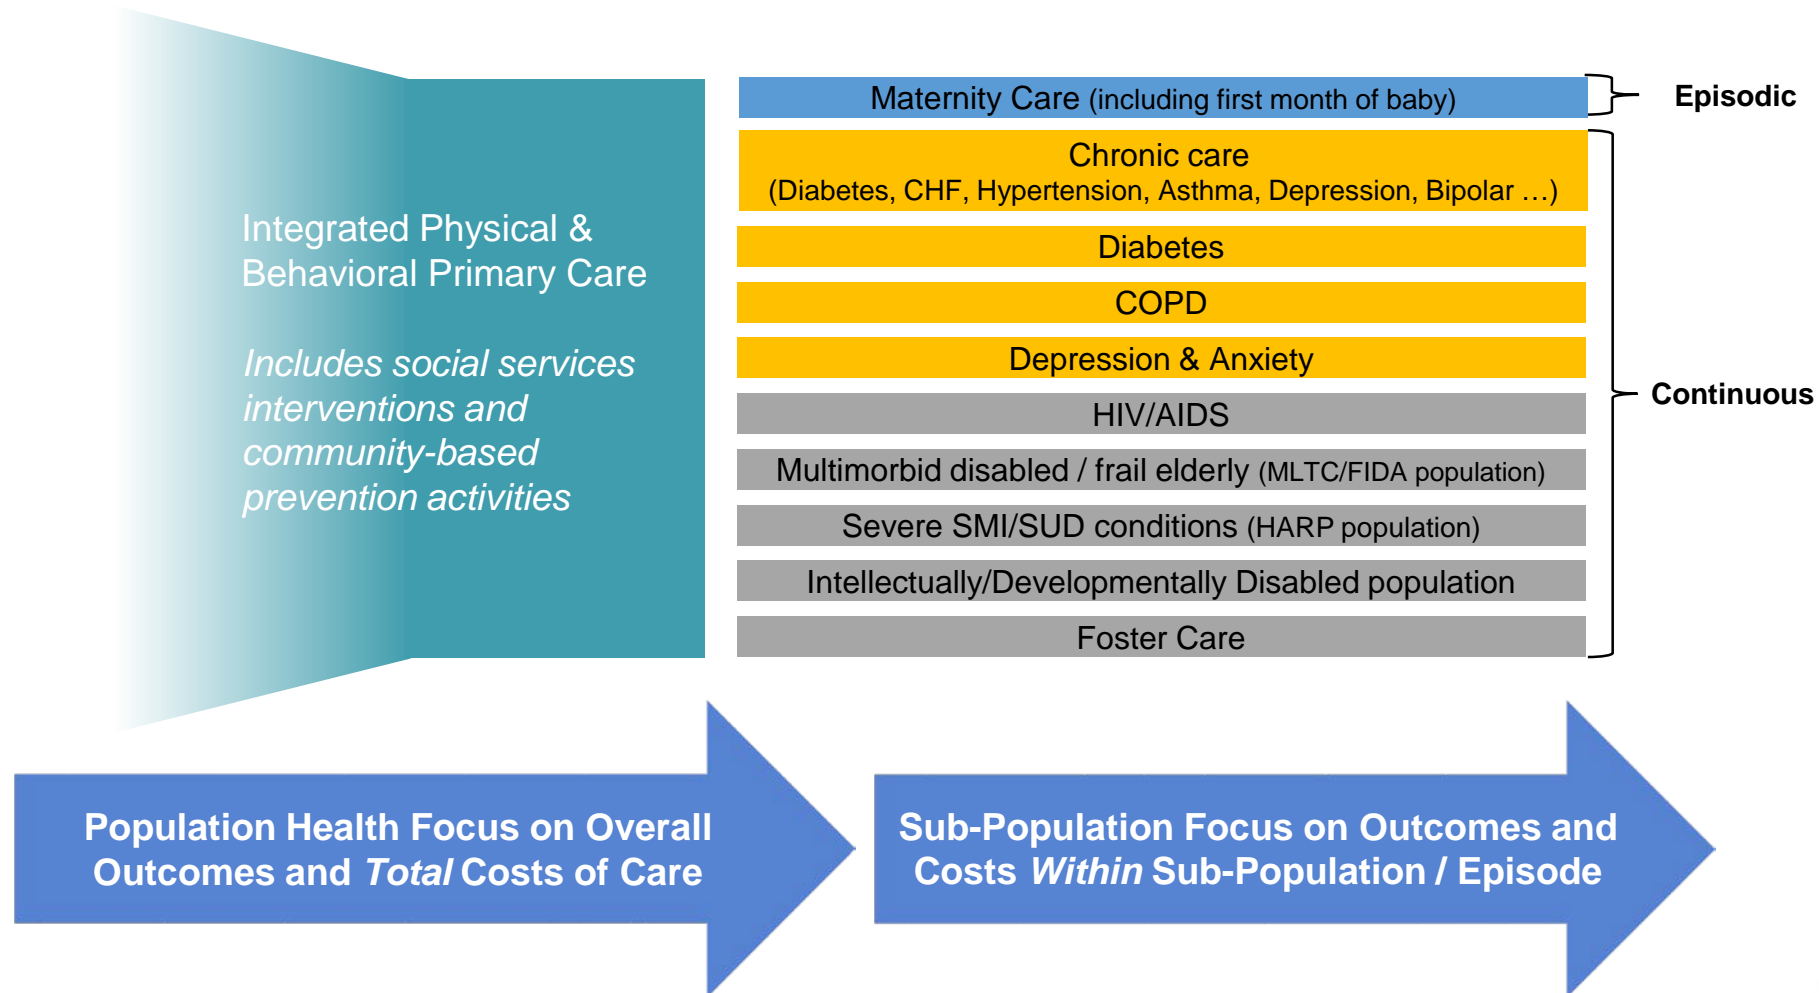 Integrated Physical &
Behavioral Primary Care
Includes social services
interventions and
community-based
prevention activities
Maternity Care (including first month of baby)
Episodic
Chronic care
(Diabetes, CHF, Hypertension, Asthma, Depression, Bipolar …)
Diabetes
COPD
Depression & Anxiety
HIV/AIDS
Multimorbid disabled / frail elderly (MLTC/FIDA population)
Severe SMI/SUD conditions (HARP population)
Intellectually/Developmentally Disabled population
Foster Care
Continuous
Population Health Focus on Overall
Outcomes and Total Costs of Care
Sub-Population Focus on Outcomes and
Costs Within Sub-Population / Episode